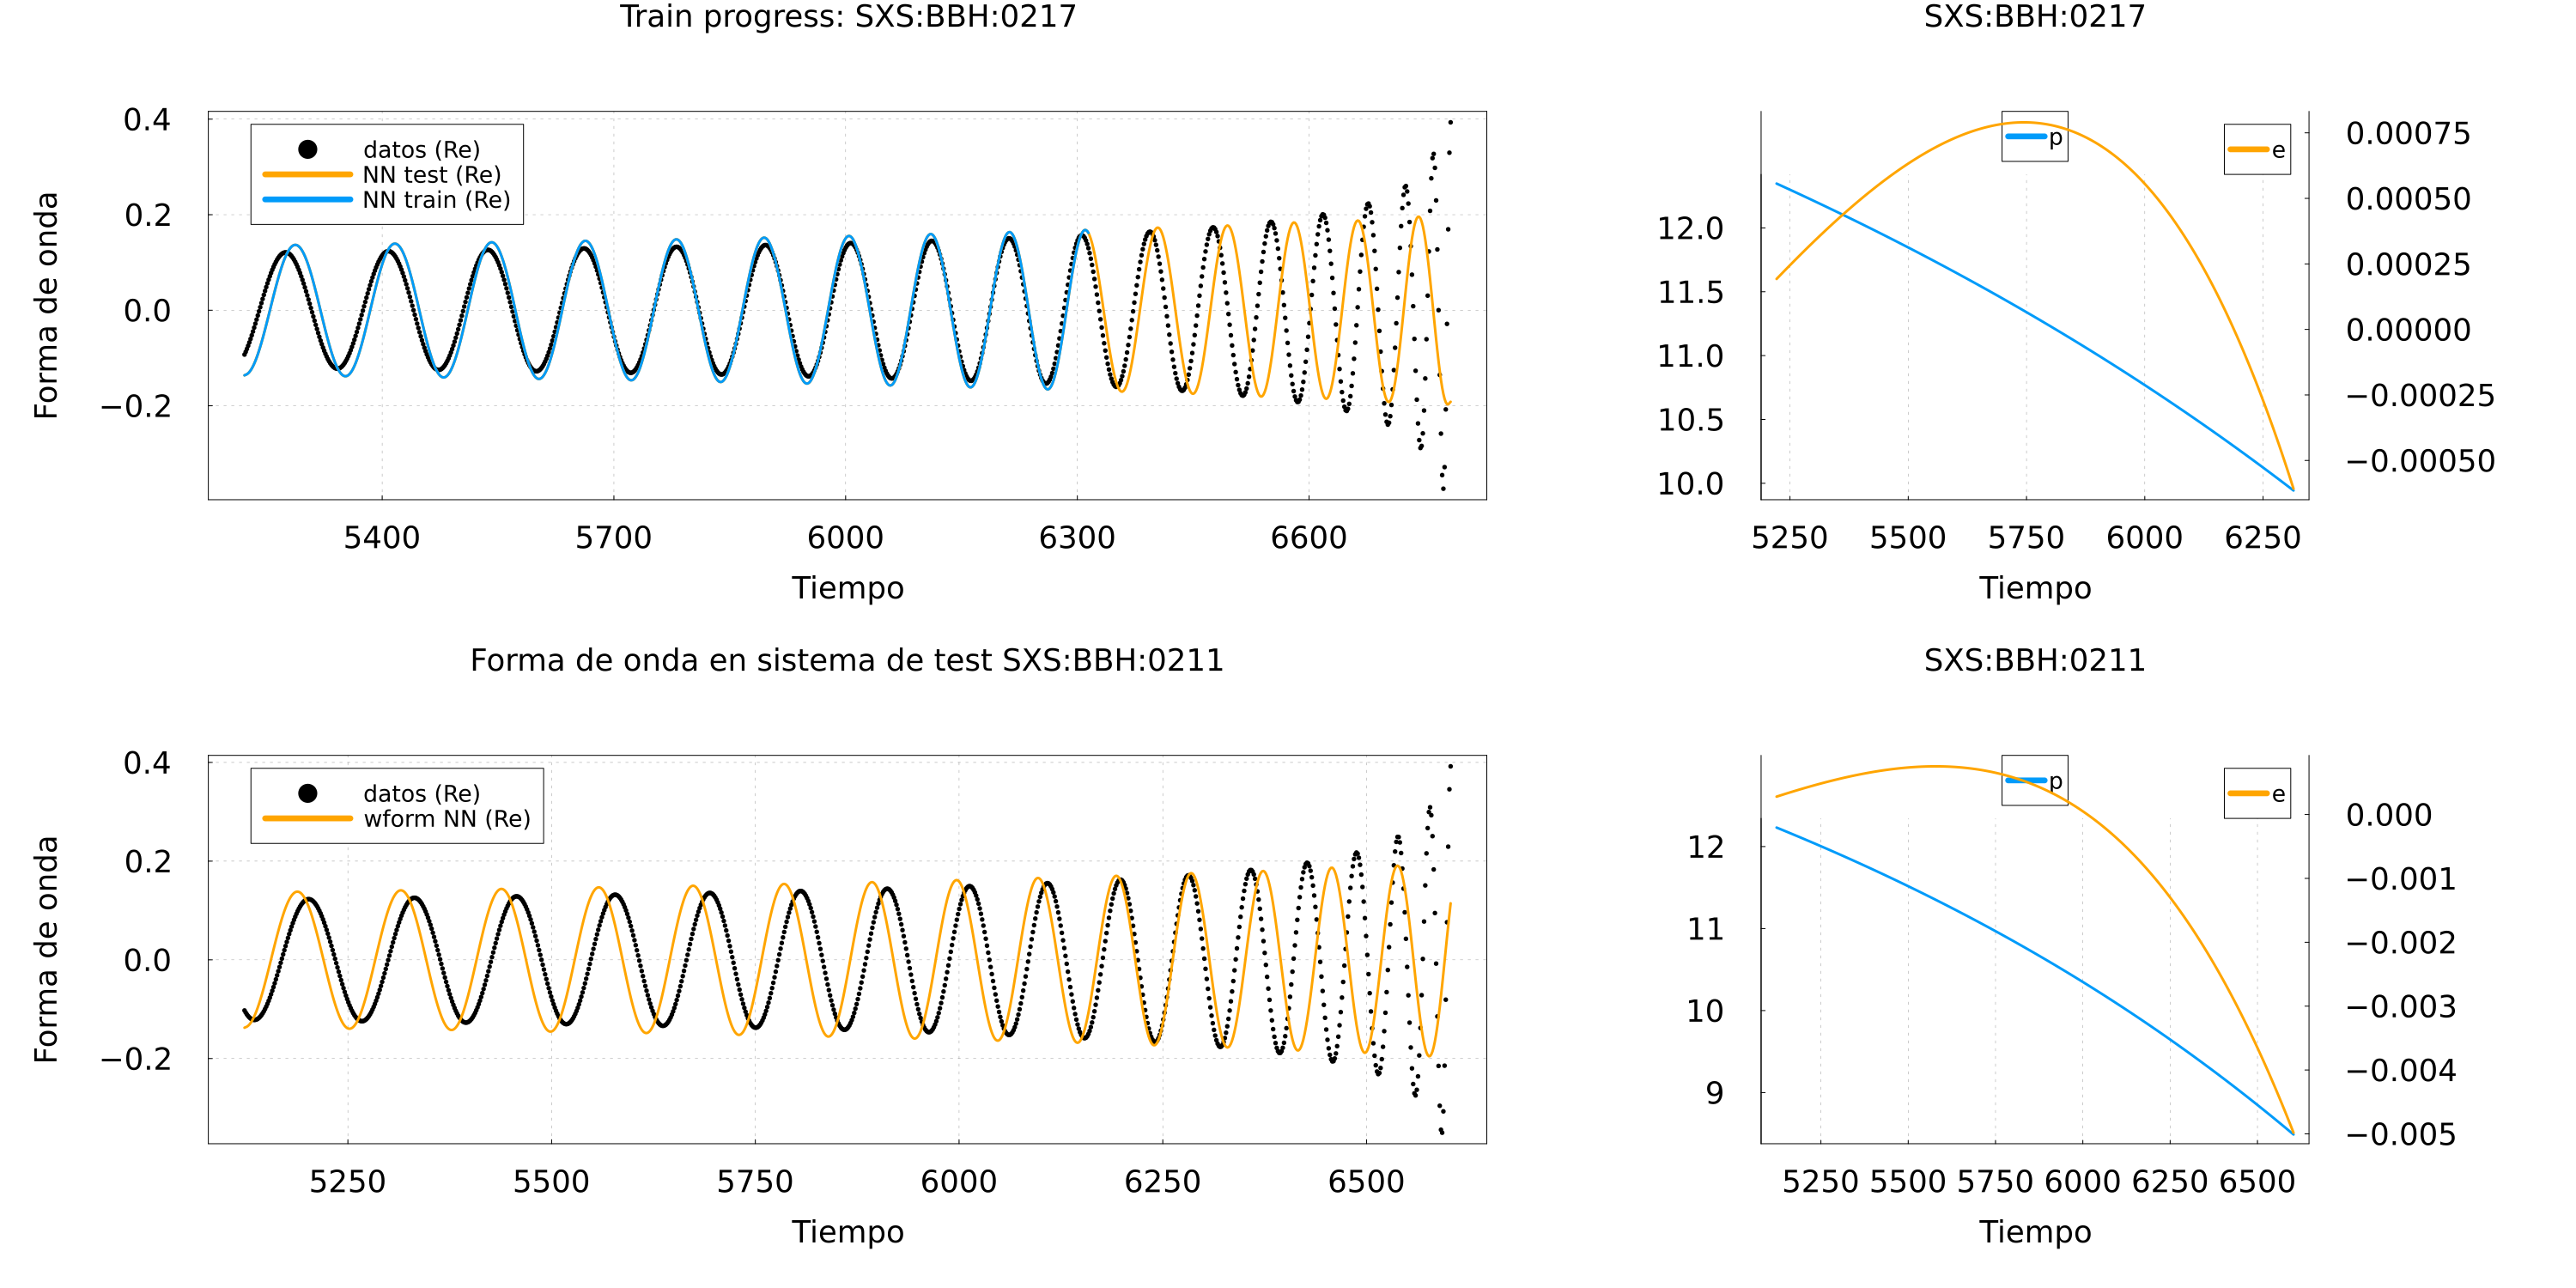 Train progress: SXS:BBH:0217
0.4
0.2
0.0
−0.2
Forma de onda
datos (Re)
NN test (Re)
NN train (Re)
5400 5700 6000 6300 6600
Tiempo
SXS:BBH:0217
12.0
11.5
11.0
10.5
10.0
p
e
0.00075
0.00050
0.00025
0.00000
−0.00025
−0.00050
5250 5500 5750 6000 6250
Tiempo
Forma de onda en sistema de test SXS:BBH:0211
0.4
0.2
0.0
−0.2
Forma de onda
datos (Re)
wform NN (Re)
5250 5500 5750 6000 6250 6500
Tiempo
SXS:BBH:0211
12
11
10
9
p
e
0.000
−0.001
−0.002
−0.003
−0.004
−0.005
5250 5500 5750 6000 6250 6500
Tiempo